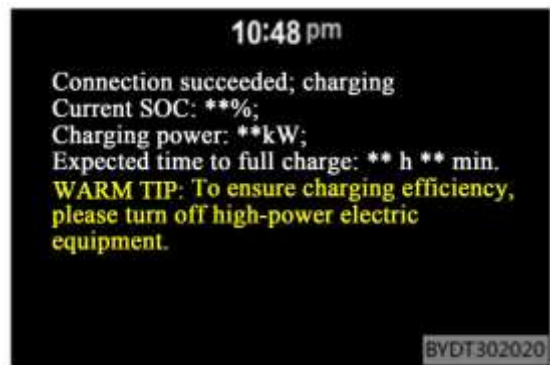 10:48 pm
Connection succeeded; charging
Current SOC: **%;
Charging power: **kW;
Expected time to full charge: ** h ** min.
WARM TIP: To ensure charging efficiency,
please turn off high-power electric
equipment.
BYDT302020